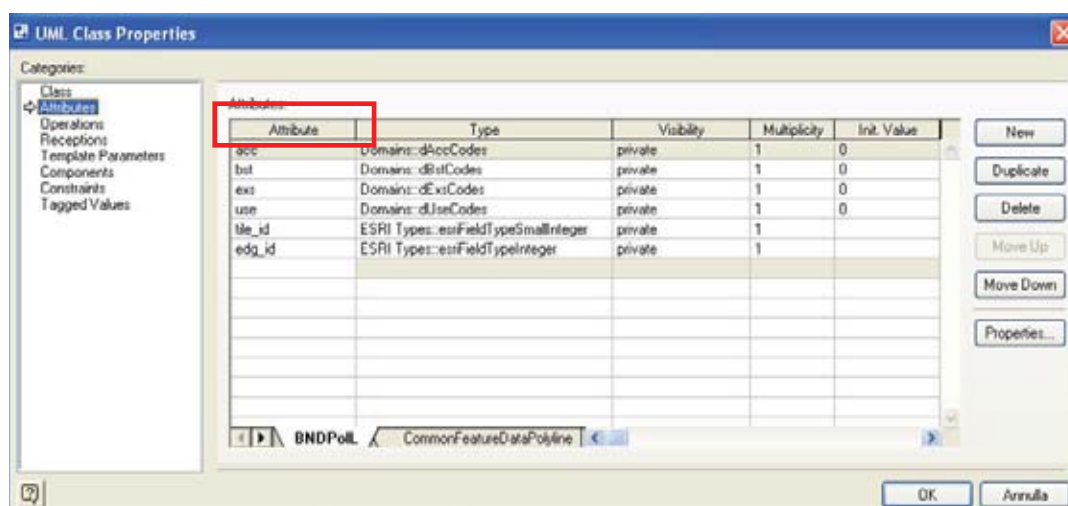 UML Class Properties
Categories:
Class
Attributes
Operations
Receptions
Template Parameters
Components
Constraints
Tagged Values
Attributes:
Attribute Type Visibility Multiplicity Init. Value
acc Domains::dAccCodes private 1 0
bst Domains::dBstCodes private 1 0
exs Domains::dExsCodes private 1 0
use Domains::dUseCodes private 1 0
tile_id ESRI Types::esriFieldTypeSmallInteger private 1
edg_id ESRI Types::esriFieldTypeInteger private 1
New
Duplicate
Delete
Move Up
Move Down
Properties...
BNDPolL CommonFeatureDataPolyline
OK Annulla